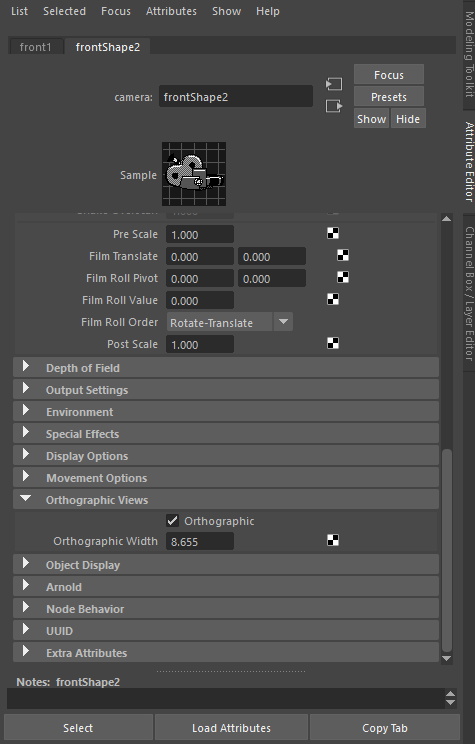 List Selected Focus Attributes Show Help
front1 frontShape2
camera: frontShape2
Focus
Presets
Show Hide
Sample
Pre Scale 1.000
Film Translate 0.000 0.000
Film Roll Pivot 0.000 0.000
Film Roll Value 0.000
Film Roll Order Rotate-Translate
Post Scale 1.000
Depth of Field
Output Settings
Environment
Special Effects
Display Options
Movement Options
Orthographic Views
Orthographic
Orthographic Width 8.655
Object Display
Arnold
Node Behavior
UUID
Extra Attributes
Notes: frontShape2
Select Load Attributes Copy Tab
Modeling Toolkit
Attribute Editor
Channel Box / Layer Editor